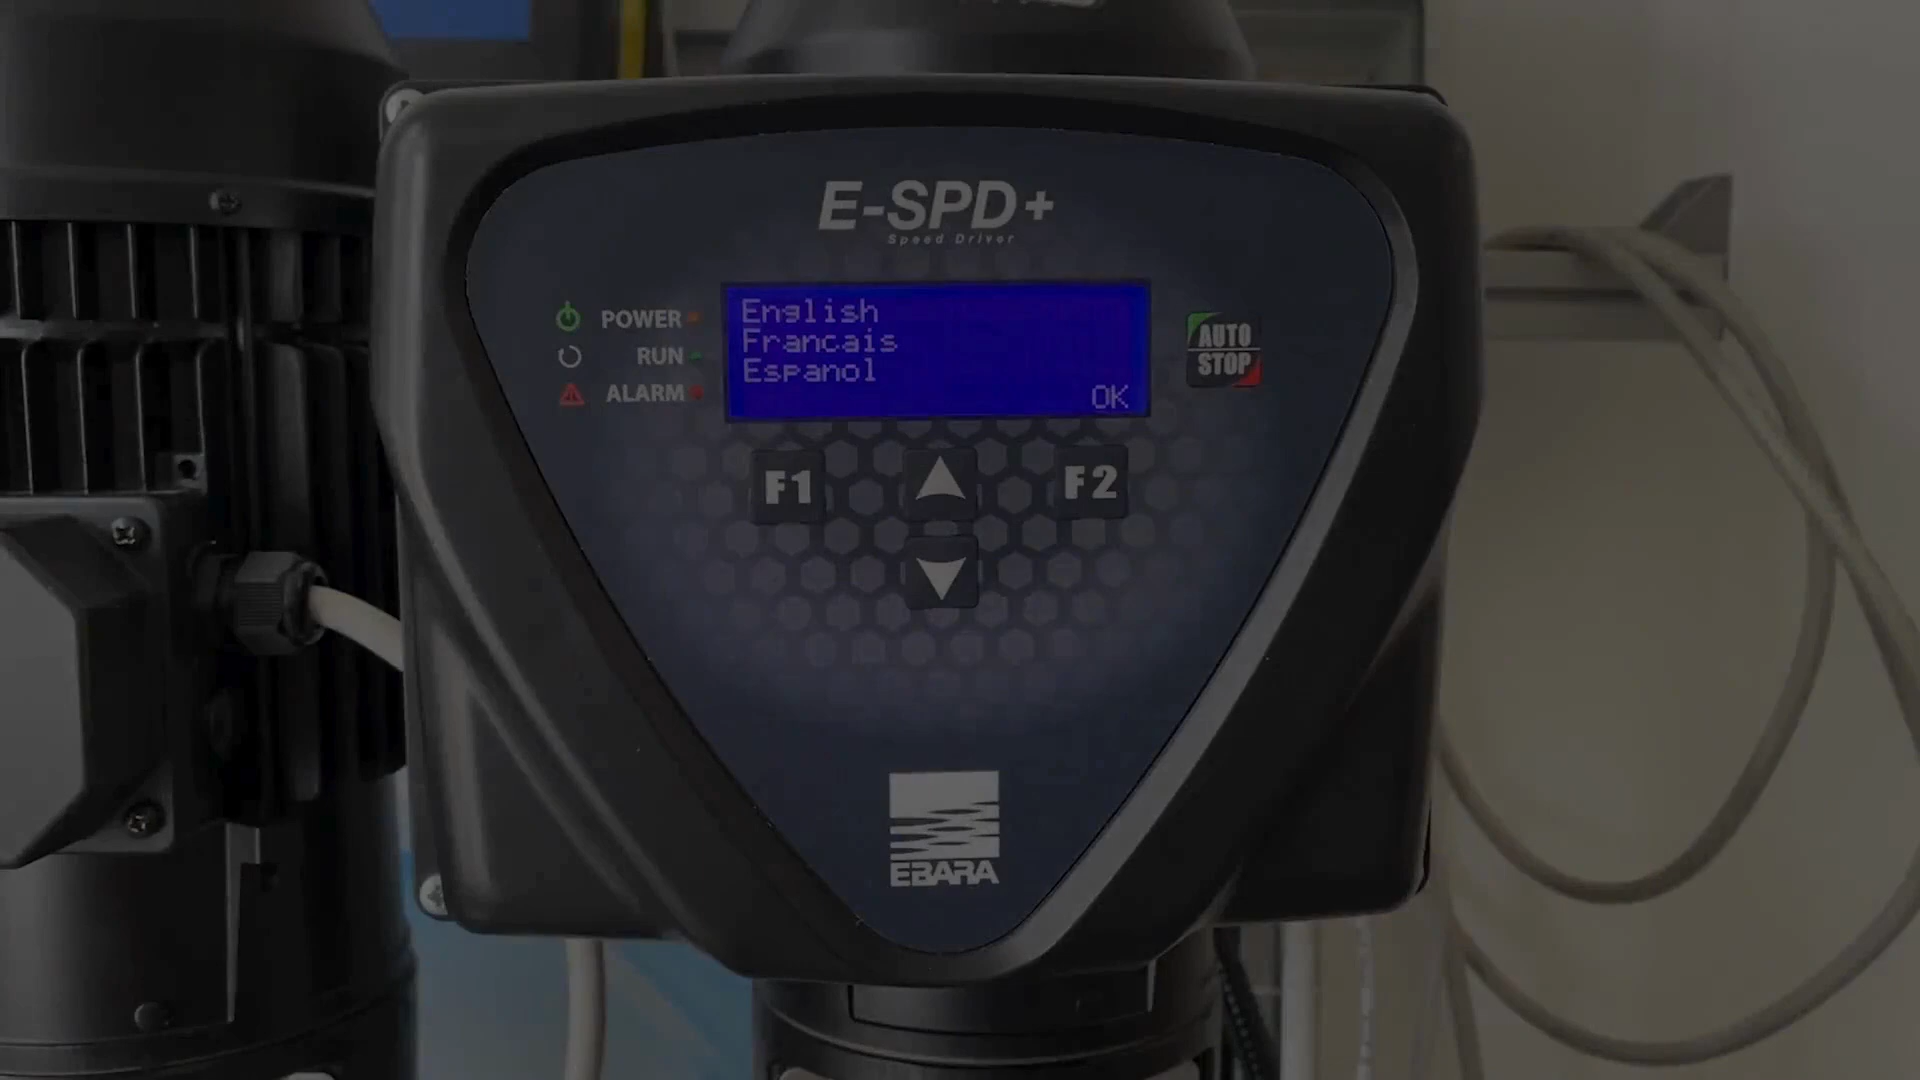 E-SPD+
Speed Driver
POWER
RUN
ALARM
English
Francais
Espanol
OK
AUTO
STOP
F1
F2
EBARA